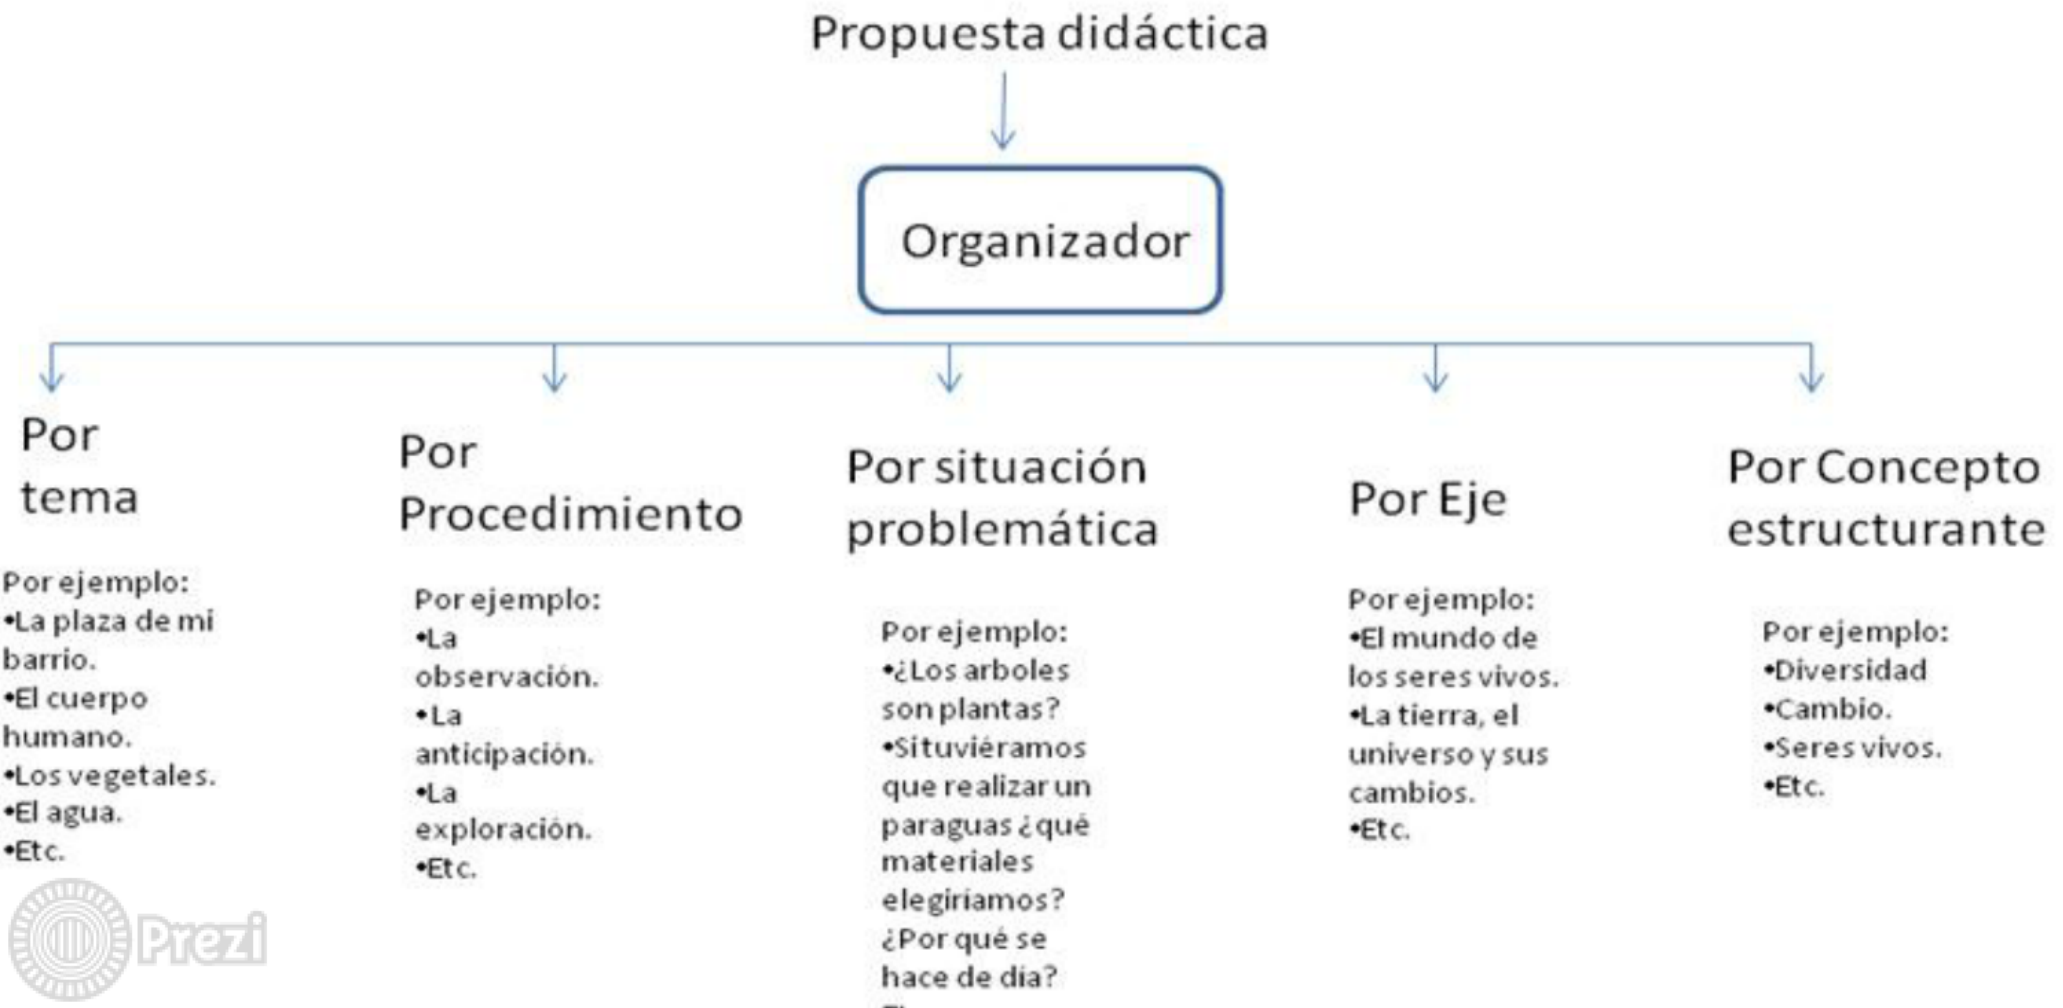 Propuesta didáctica
Organizador
Por
tema
Por ejemplo:
•La plaza de mi
barrio.
•El cuerpo
humano.
•Los vegetales.
•El agua.
•Etc.
Por
Procedimiento
Por ejemplo:
•La
observación.
•La
anticipación.
•La
exploración.
•Etc.
Por situación
problemática
Por ejemplo:
•¿Los arboles
son plantas?
•Si tuviéramos
que realizar un
paraguas ¿qué
materiales
elegiríamos?
¿Por qué se
hace de día?
Por Eje
Por ejemplo:
•El mundo de
los seres vivos.
•La tierra, el
universo y sus
cambios.
•Etc.
Por Concepto
estructurante
Por ejemplo:
•Diversidad
•Cambio.
•Seres vivos.
•Etc.
Prezi